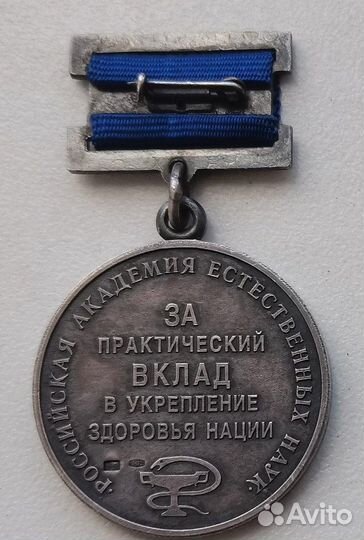 ·РОССИЙСКАЯ АКАДЕМИЯ ЕСТЕСТВЕННЫХ НАУК·
ЗА
ПРАКТИЧЕСКИЙ
ВКЛАД
В УКРЕПЛЕНИЕ
ЗДОРОВЬЯ НАЦИИ
Avito